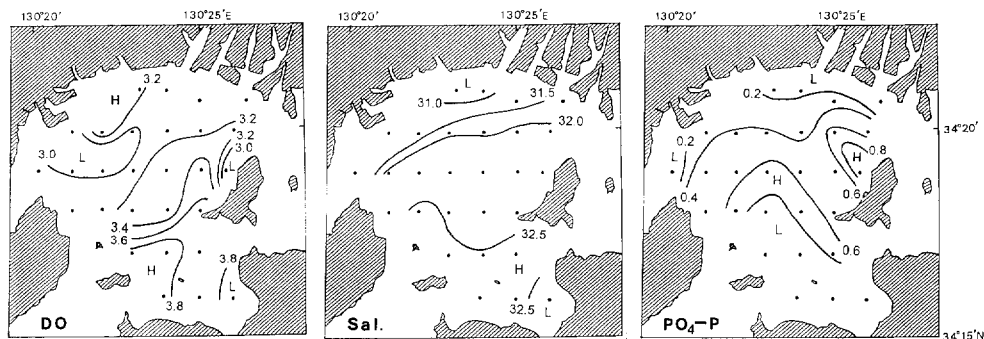 130°20' 130°25'E 130°20' 130°25'E 130°20' 130°25'E
3.2
H
3.2
3.2
3.0
3.0
L
L
3.4
3.6
H
3.8
3.8
L
DO
L
31.5
31.0
32.0
32.5
H
32.5
L
Sal.
L
0.2
34°20'
0.2
0.8
H
H
0.4
0.6
L
0.6
PO₄-P
34°15'N